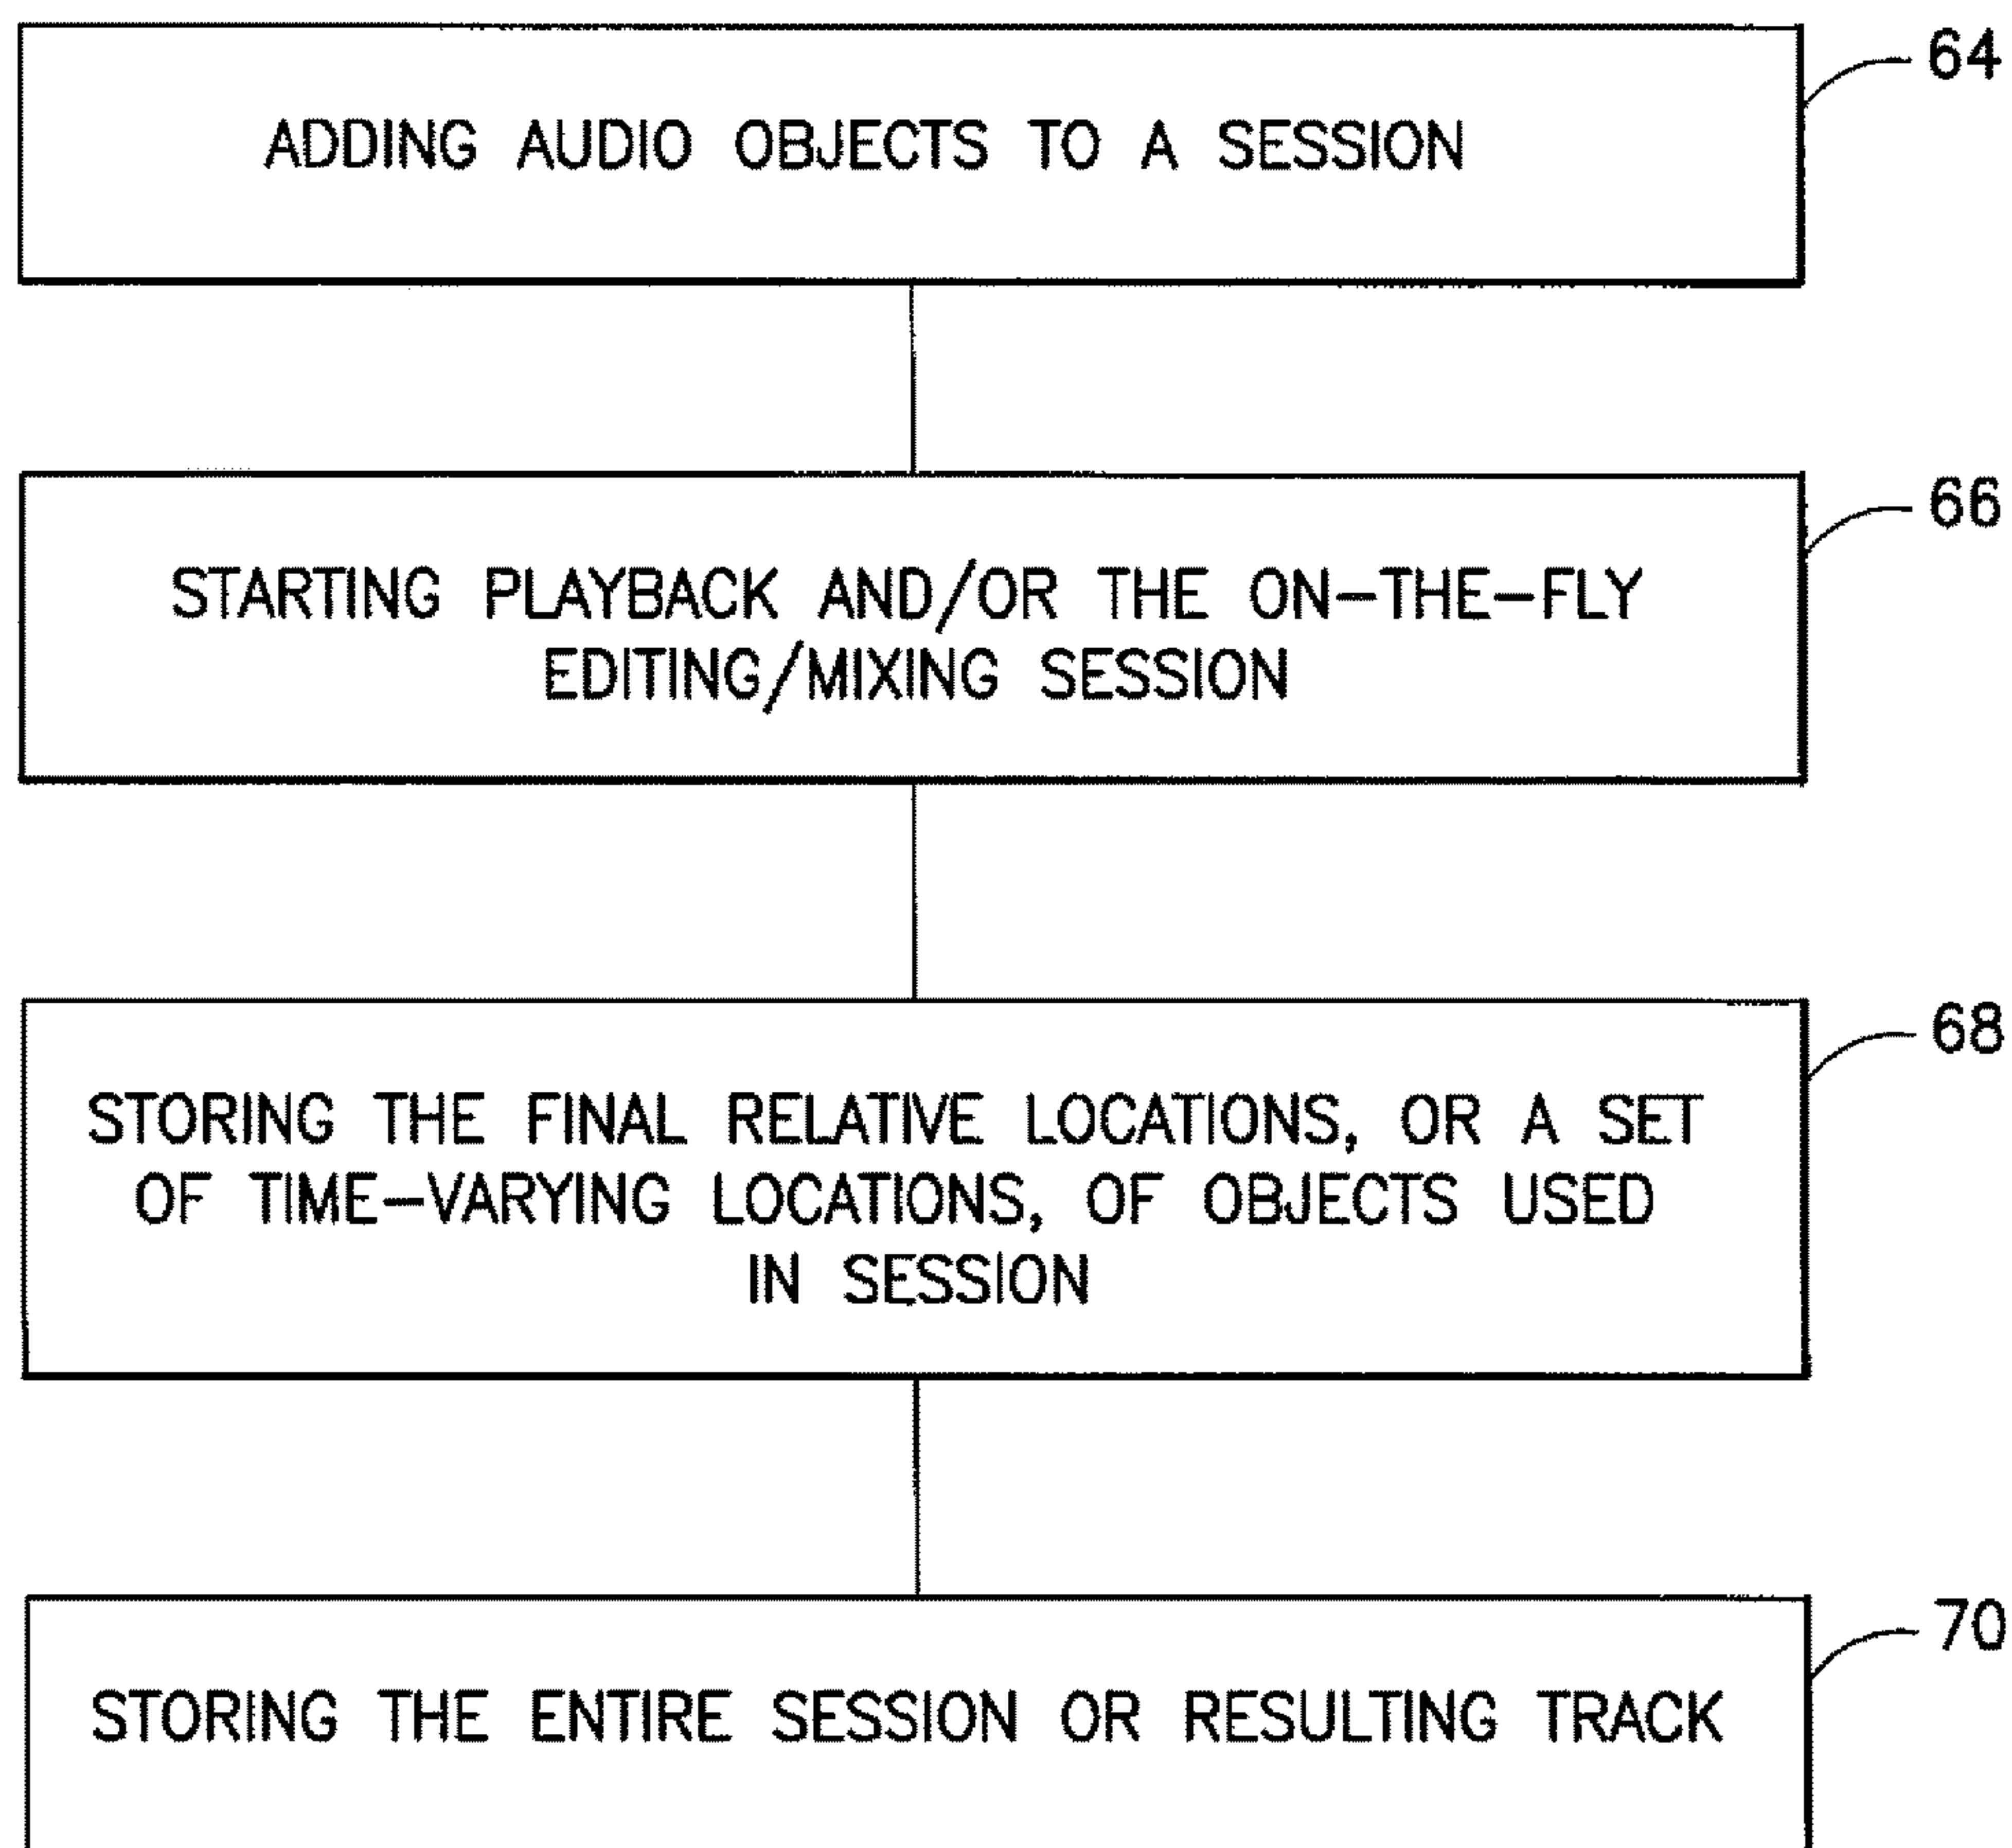 64
ADDING AUDIO OBJECTS TO A SESSION
66
STARTING PLAYBACK AND/OR THE ON-THE-FLY
EDITING/MIXING SESSION
68
STORING THE FINAL RELATIVE LOCATIONS, OR A SET
OF TIME-VARYING LOCATIONS, OF OBJECTS USED
IN SESSION
70
STORING THE ENTIRE SESSION OR RESULTING TRACK